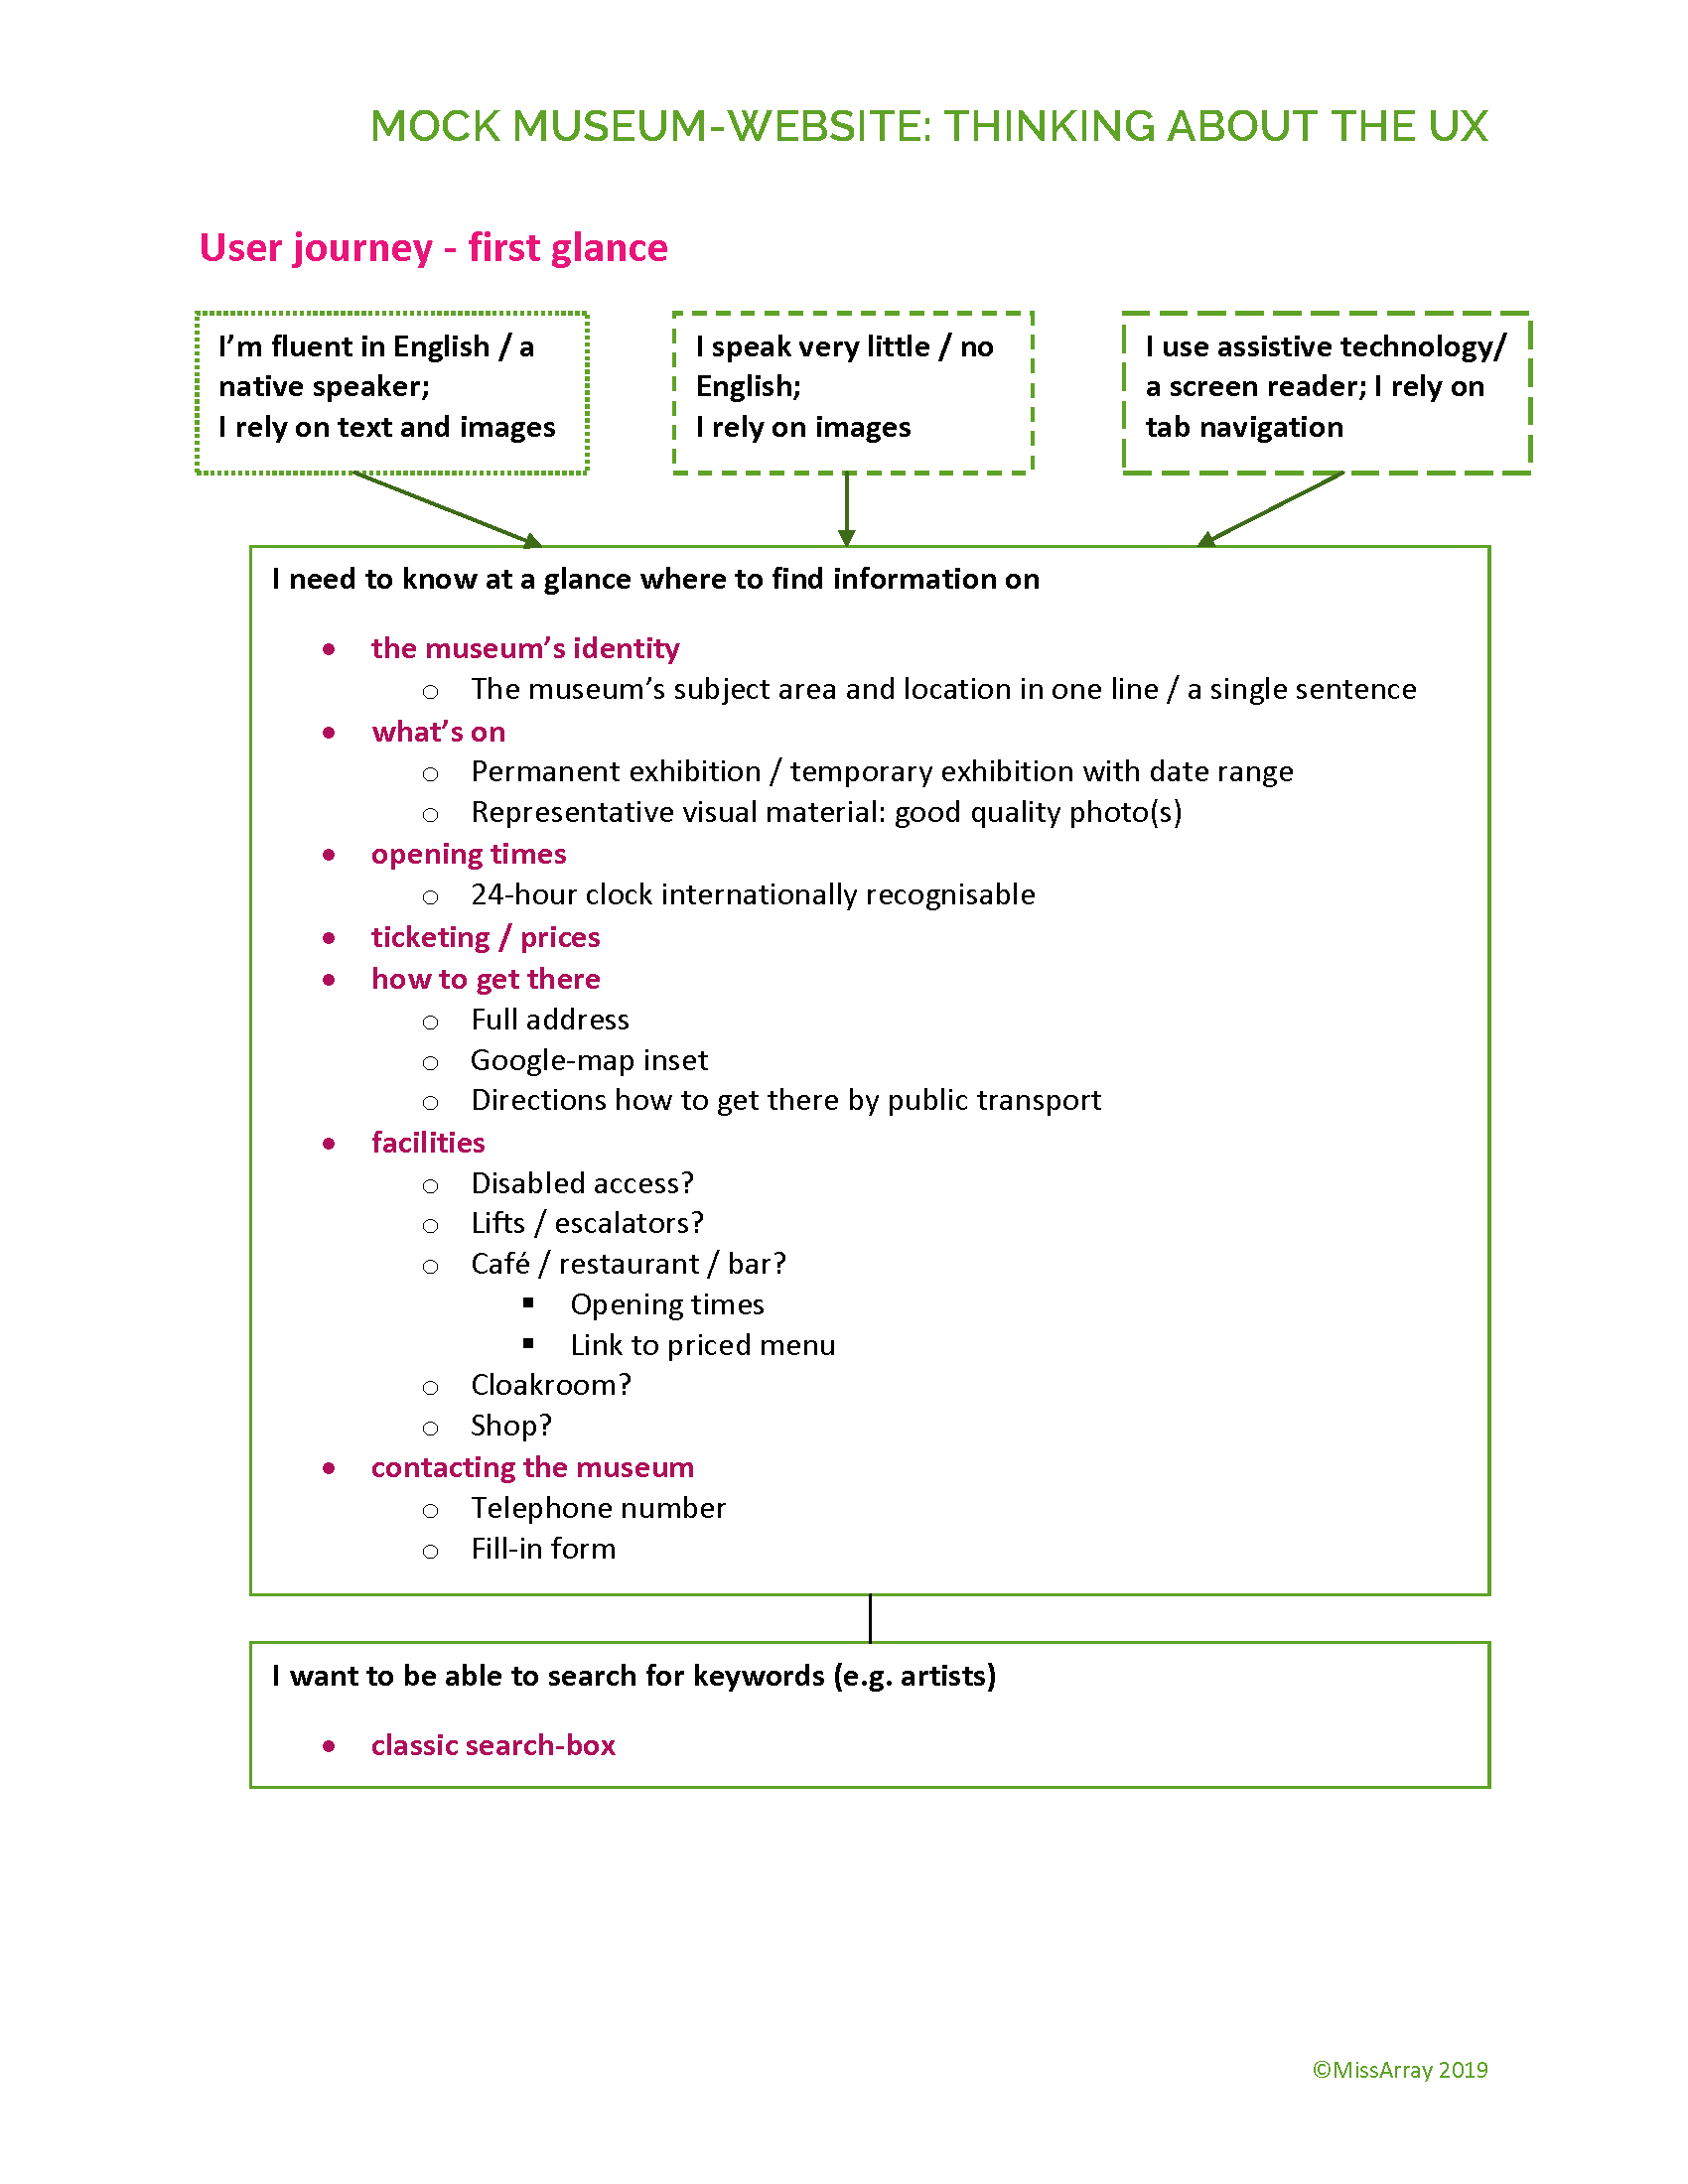 MOCK MUSEUM-WEBSITE: THINKING ABOUT THE UX
User journey - first glance
I’m fluent in English / a
native speaker;
I rely on text and images
I speak very little / no
English;
I rely on images
I use assistive technology/
a screen reader; I rely on
tab navigation
I need to know at a glance where to find information on
• the museum’s identity
o The museum’s subject area and location in one line / a single sentence
• what’s on
o Permanent exhibition / temporary exhibition with date range
o Representative visual material: good quality photo(s)
• opening times
o 24-hour clock internationally recognisable
• ticketing / prices
• how to get there
o Full address
o Google-map inset
o Directions how to get there by public transport
• facilities
o Disabled access?
o Lifts / escalators?
o Café / restaurant / bar?
▪ Opening times
▪ Link to priced menu
o Cloakroom?
o Shop?
• contacting the museum
o Telephone number
o Fill-in form
I want to be able to search for keywords (e.g. artists)
• classic search-box
©MissArray 2019